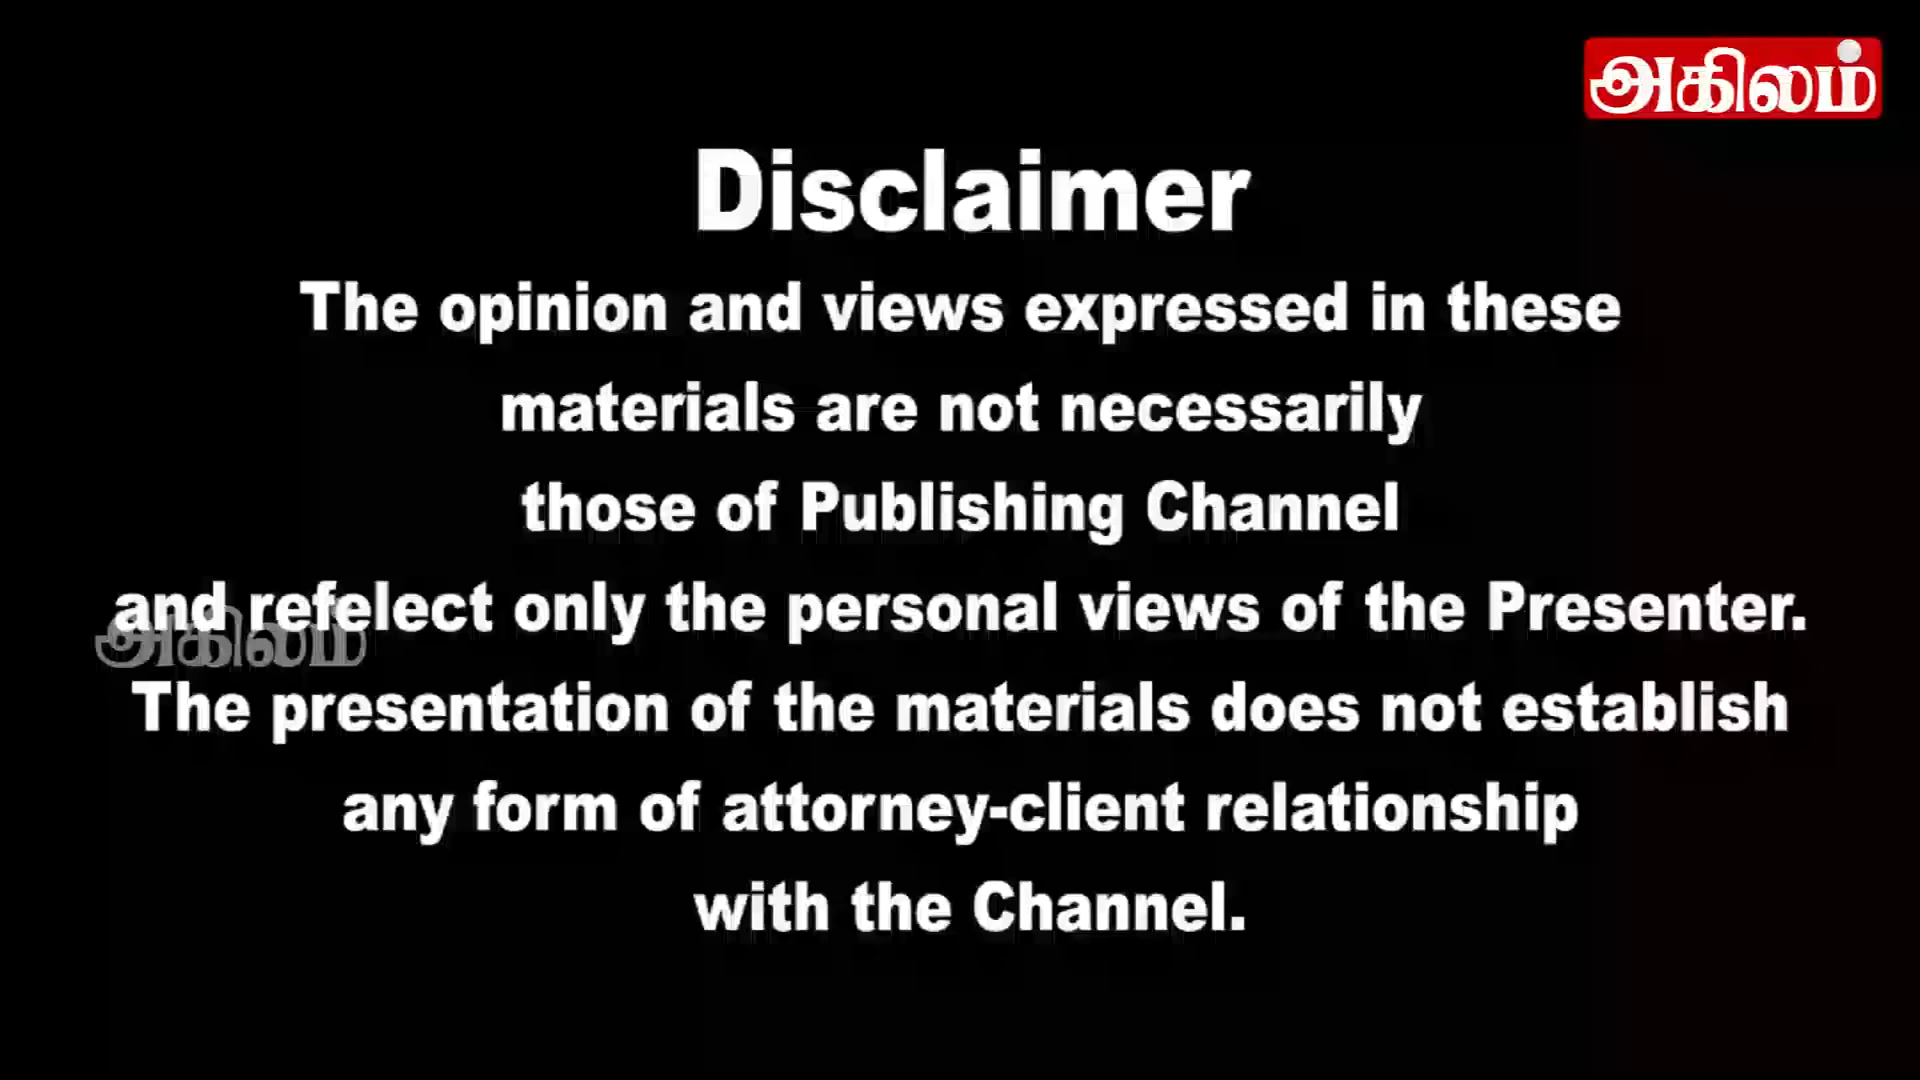 அகிலம்
Disclaimer
The opinion and views expressed in these
materials are not necessarily
those of Publishing Channel
and refelect only the personal views of the Presenter.
அகிலம்
The presentation of the materials does not establish
any form of attorney-client relationship
with the Channel.